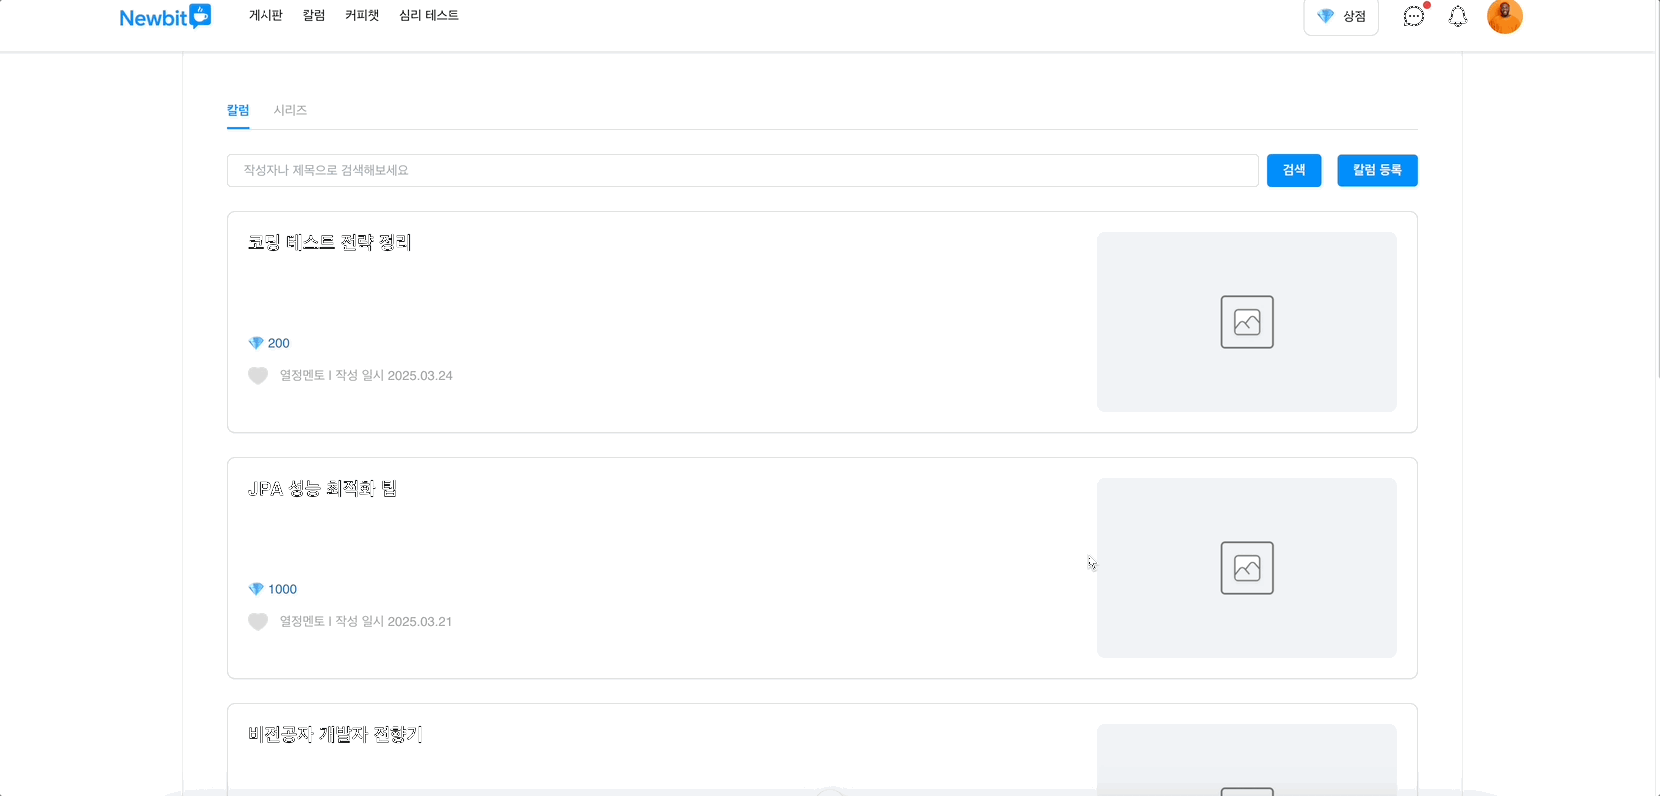 Newbit
게시판 칼럼 커피챗 심리 테스트
상점
칼럼 시리즈
작성자나 제목으로 검색해보세요
검색
칼럼 등록
코딩 테스트 전략 정리
200
열정멘토 I 작성 일시 2025.03.24
JPA 성능 최적화 팁
1000
열정멘토 I 작성 일시 2025.03.21
비전공자 개발자 전향기